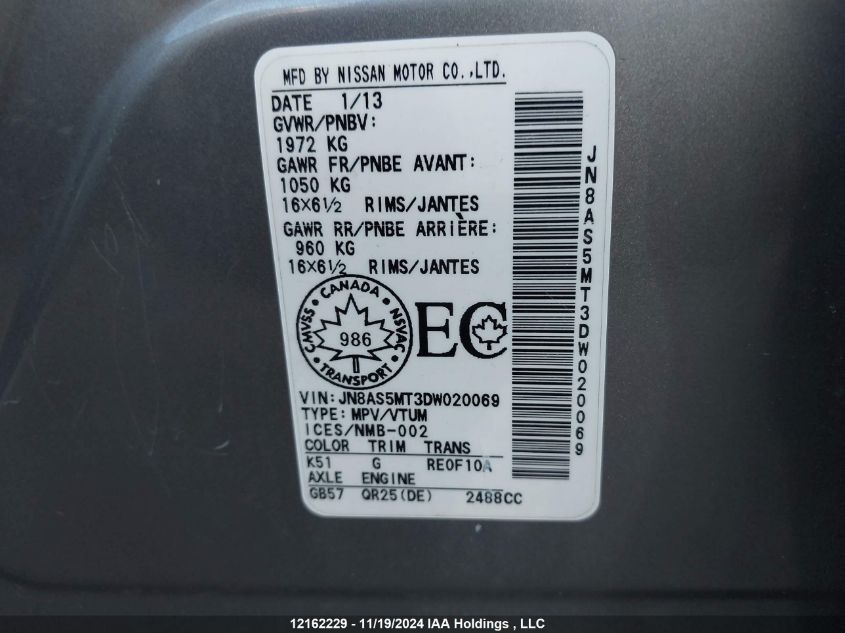 MFD BY NISSAN MOTOR CO.,LTD.
DATE 1/13
GVWR/PNBV:
1972 KG
GAWR FR/PNBE AVANT:
1050 KG
16X6½ RIMS/JANTES
GAWR RR/PNBE ARRIÈRE:
960 KG
16X6½ RIMS/JANTES
CANADA
CMVSS NSVAC
986
TRANSPORT
EC
VIN:JN8AS5MT3DW020069
TYPE:MPV/VTUM
ICES/NMB-002
COLOR TRIM TRANS
K51 G RE0F10A
AXLE ENGINE
GB57 QR25(DE) 2488CC
JN8AS5MT3DW020069
12162229 - 11/19/2024 IAA Holdings , LLC